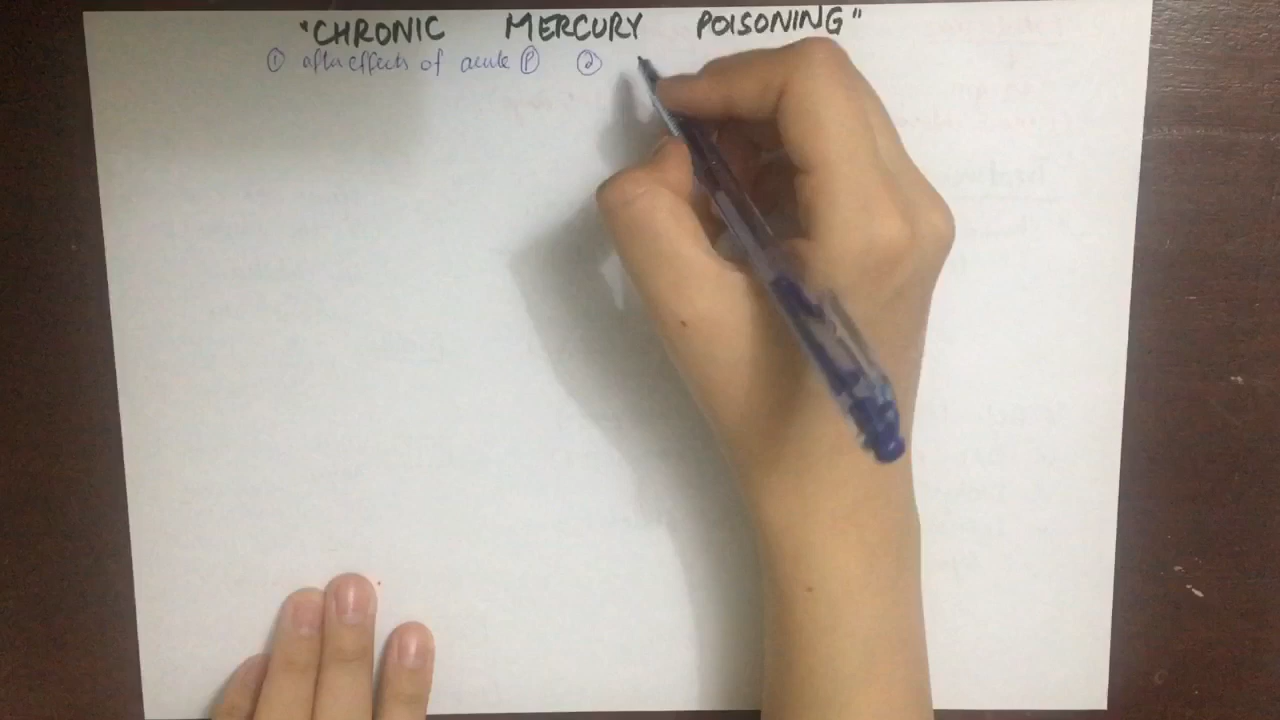 "CHRONIC MERCURY POISONING"
① after effects of acute Ⓟ ②